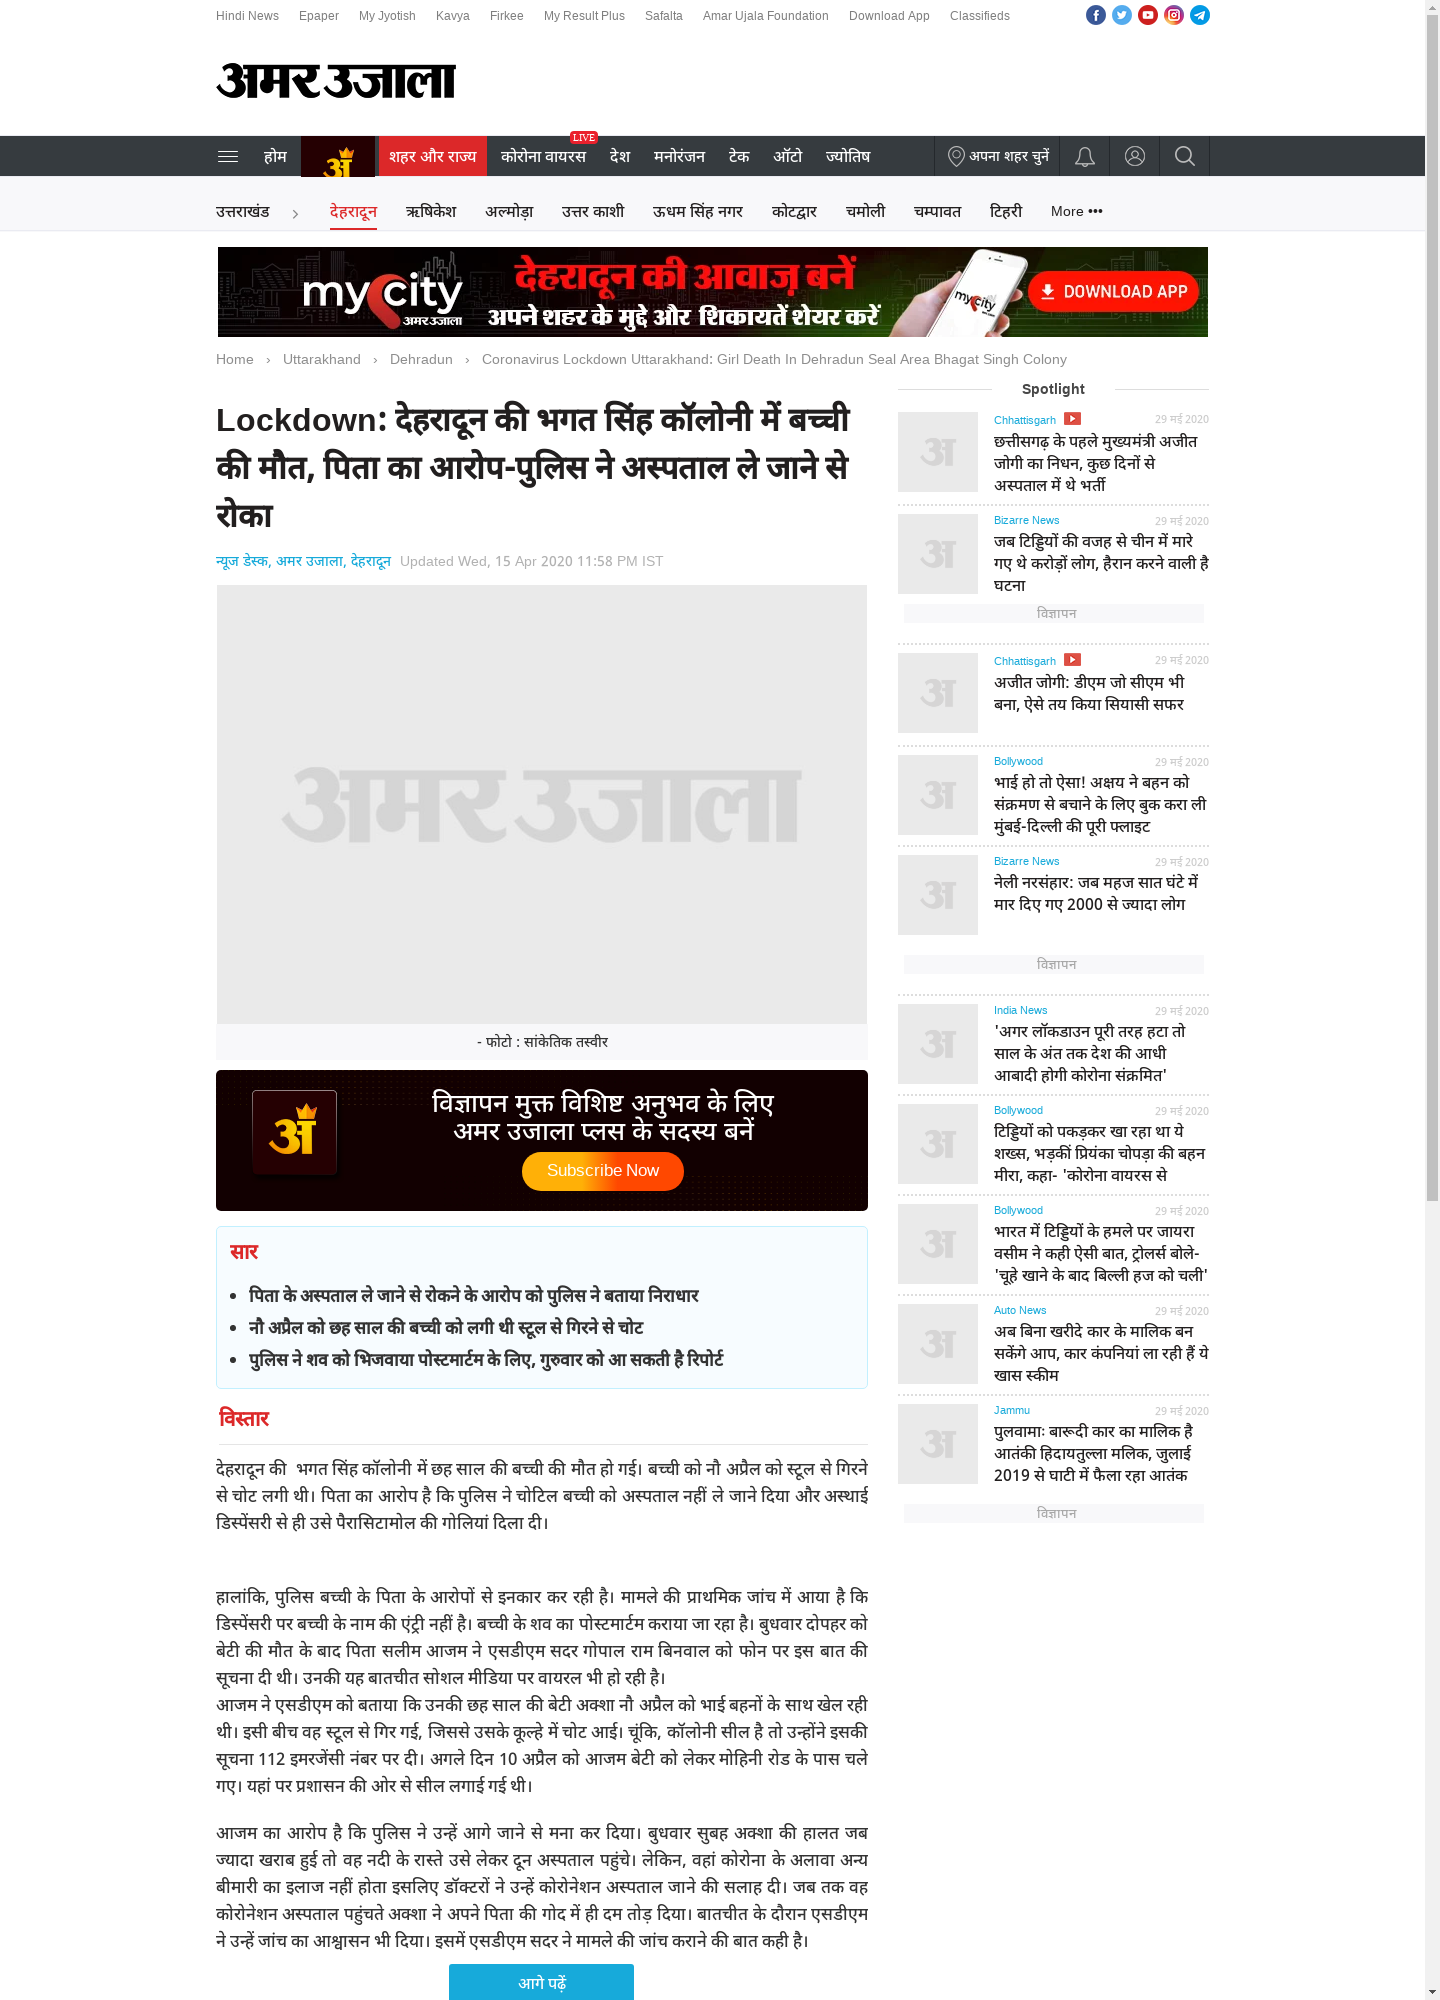 Hindi News Epaper My Jyotish Kavya Firkee My Result Plus Safalta Amar Ujala Foundation Download App Classifieds
अमर उजाला
LIVE
होम अ शहर और राज्य कोरोना वायरस देश मनोरंजन टेक ऑटो ज्योतिष अपना शहर चुनें
उत्तराखंड › देहरादून ऋषिकेश अल्मोड़ा उत्तर काशी ऊधम सिंह नगर कोटद्वार चमोली चम्पावत टिहरी More •••
my city अमर उजाला
देहरादून की आवाज़ बनें
अपने शहर के मुद्दे और शिकायतें शेयर करें
my city
DOWNLOAD APP
Home › Uttarakhand › Dehradun › Coronavirus Lockdown Uttarakhand: Girl Death In Dehradun Seal Area Bhagat Singh Colony
Lockdown: देहरादून की भगत सिंह कॉलोनी में बच्ची
की मौत, पिता का आरोप-पुलिस ने अस्पताल ले जाने से
रोका
न्यूज डेस्क, अमर उजाला, देहरादून Updated Wed, 15 Apr 2020 11:58 PM IST
अमर उजाला
- फोटो : सांकेतिक तस्वीर
अ
विज्ञापन मुक्त विशिष्ट अनुभव के लिए
अमर उजाला प्लस के सदस्य बनें
Subscribe Now
सार
• पिता के अस्पताल ले जाने से रोकने के आरोप को पुलिस ने बताया निराधार
• नौ अप्रैल को छह साल की बच्ची को लगी थी स्टूल से गिरने से चोट
• पुलिस ने शव को भिजवाया पोस्टमार्टम के लिए, गुरुवार को आ सकती है रिपोर्ट
विस्तार
देहरादून की भगत सिंह कॉलोनी में छह साल की बच्ची की मौत हो गई। बच्ची को नौ अप्रैल को स्टूल से गिरने
से चोट लगी थी। पिता का आरोप है कि पुलिस ने चोटिल बच्ची को अस्पताल नहीं ले जाने दिया और अस्थाई
डिस्पेंसरी से ही उसे पैरासिटामोल की गोलियां दिला दी।
हालांकि, पुलिस बच्ची के पिता के आरोपों से इनकार कर रही है। मामले की प्राथमिक जांच में आया है कि
डिस्पेंसरी पर बच्ची के नाम की एंट्री नहीं है। बच्ची के शव का पोस्टमार्टम कराया जा रहा है। बुधवार दोपहर को
बेटी की मौत के बाद पिता सलीम आजम ने एसडीएम सदर गोपाल राम बिनवाल को फोन पर इस बात की
सूचना दी थी। उनकी यह बातचीत सोशल मीडिया पर वायरल भी हो रही है।
आजम ने एसडीएम को बताया कि उनकी छह साल की बेटी अक्शा नौ अप्रैल को भाई बहनों के साथ खेल रही
थी। इसी बीच वह स्टूल से गिर गई, जिससे उसके कूल्हे में चोट आई। चूंकि, कॉलोनी सील है तो उन्होंने इसकी
सूचना 112 इमरजेंसी नंबर पर दी। अगले दिन 10 अप्रैल को आजम बेटी को लेकर मोहिनी रोड के पास चले
गए। यहां पर प्रशासन की ओर से सील लगाई गई थी।
आजम का आरोप है कि पुलिस ने उन्हें आगे जाने से मना कर दिया। बुधवार सुबह अक्शा की हालत जब
ज्यादा खराब हुई तो वह नदी के रास्ते उसे लेकर दून अस्पताल पहुंचे। लेकिन, वहां कोरोना के अलावा अन्य
बीमारी का इलाज नहीं होता इसलिए डॉक्टरों ने उन्हें कोरोनेशन अस्पताल जाने की सलाह दी। जब तक वह
कोरोनेशन अस्पताल पहुंचते अक्शा ने अपने पिता की गोद में ही दम तोड़ दिया। बातचीत के दौरान एसडीएम
ने उन्हें जांच का आश्वासन भी दिया। इसमें एसडीएम सदर ने मामले की जांच कराने की बात कही है।
आगे पढ़ें
Spotlight
अ
Chhattisgarh 29 मई 2020
छत्तीसगढ़ के पहले मुख्यमंत्री अजीत
जोगी का निधन, कुछ दिनों से
अस्पताल में थे भर्ती
अ
Bizarre News 29 मई 2020
जब टिड्डियों की वजह से चीन में मारे
गए थे करोड़ों लोग, हैरान करने वाली है
घटना
विज्ञापन
अ
Chhattisgarh 29 मई 2020
अजीत जोगी: डीएम जो सीएम भी
बना, ऐसे तय किया सियासी सफर
अ
Bollywood 29 मई 2020
भाई हो तो ऐसा! अक्षय ने बहन को
संक्रमण से बचाने के लिए बुक करा ली
मुंबई-दिल्ली की पूरी फ्लाइट
अ
Bizarre News 29 मई 2020
नेली नरसंहार: जब महज सात घंटे में
मार दिए गए 2000 से ज्यादा लोग
विज्ञापन
अ
India News 29 मई 2020
'अगर लॉकडाउन पूरी तरह हटा तो
साल के अंत तक देश की आधी
आबादी होगी कोरोना संक्रमित'
अ
Bollywood 29 मई 2020
टिड्डियों को पकड़कर खा रहा था ये
शख्स, भड़कीं प्रियंका चोपड़ा की बहन
मीरा, कहा- 'कोरोना वायरस से
अ
Bollywood 29 मई 2020
भारत में टिड्डियों के हमले पर जायरा
वसीम ने कही ऐसी बात, ट्रोलर्स बोले-
'चूहे खाने के बाद बिल्ली हज को चली'
अ
Auto News 29 मई 2020
अब बिना खरीदे कार के मालिक बन
सकेंगे आप, कार कंपनियां ला रही हैं ये
खास स्कीम
अ
Jammu 29 मई 2020
पुलवामाः बारूदी कार का मालिक है
आतंकी हिदायतुल्ला मलिक, जुलाई
2019 से घाटी में फैला रहा आतंक
विज्ञापन